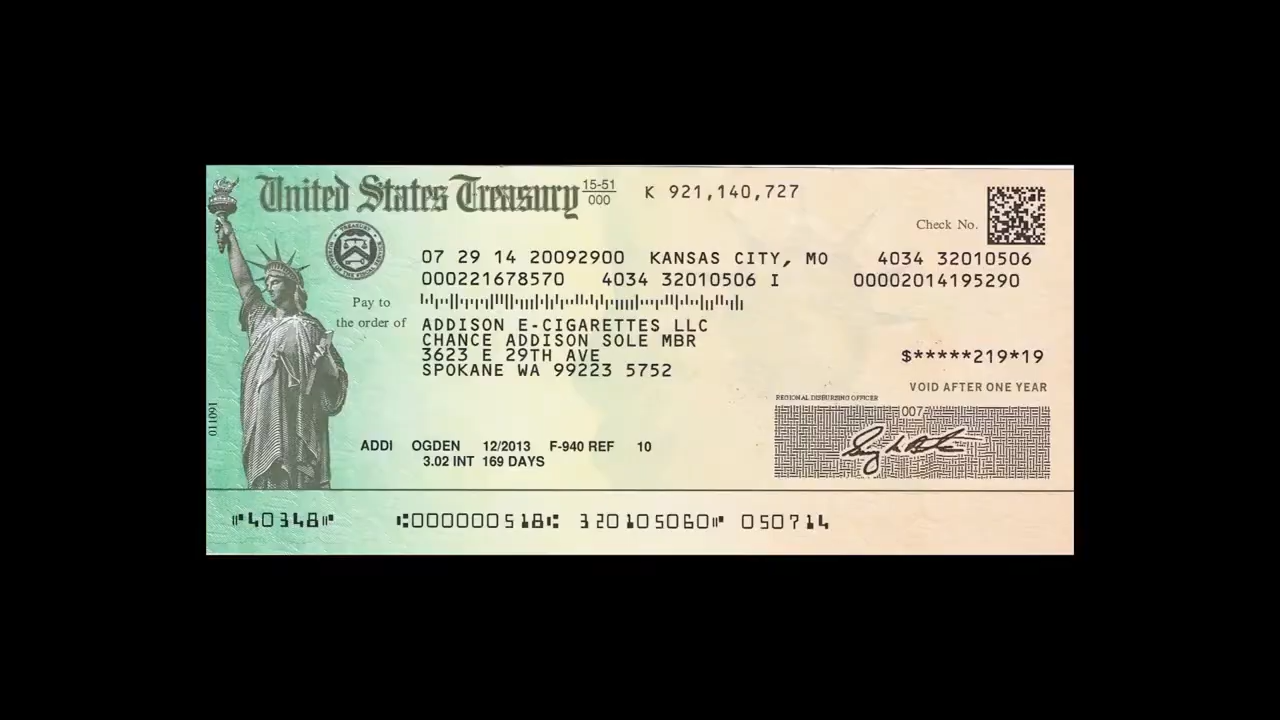 United States Treasury 15-51 000 K 921,140,727
Check No.
07 29 14 20092900 KANSAS CITY, MO 4034 32010506
000221678570 4034 32010506 I 00002014195290
Pay to
the order of
ADDISON E-CIGARETTES LLC
CHANCE ADDISON SOLE MBR
3623 E 29TH AVE
SPOKANE WA 99223 5752
$*****219*19
VOID AFTER ONE YEAR
REGIONAL DISBURSING OFFICER
007
ADDI OGDEN 12/2013 F-940 REF 10
3.02 INT 169 DAYS
011091
⑈40348⑈ ⑆000000518⑆ 320105060⑈ 050714